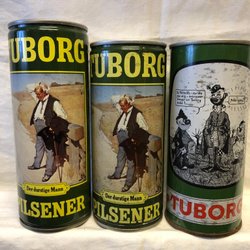 TUBORG
Der durstige Mann
PILSENER
TUBORG
Der durstige Mann
PILSENER
TUBORG